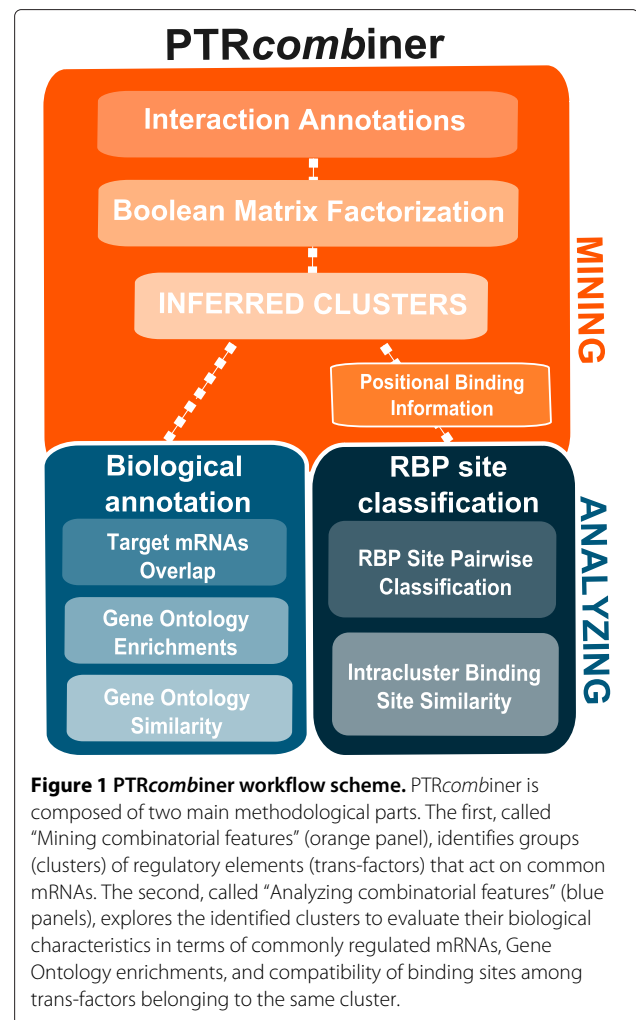 PTRcombiner
Interaction Annotations
Boolean Matrix Factorization
INFERRED CLUSTERS
MINING
Positional Binding
Information
Biological
annotation
Target mRNAs
Overlap
Gene Ontology
Enrichments
Gene Ontology
Similarity
RBP site
classification
RBP Site Pairwise
Classification
Intracluster Binding
Site Similarity
ANALYZING
Figure 1 PTRcombiner workflow scheme. PTRcombiner is
composed of two main methodological parts. The first, called
“Mining combinatorial features” (orange panel), identifies groups
(clusters) of regulatory elements (trans-factors) that act on common
mRNAs. The second, called “Analyzing combinatorial features” (blue
panels), explores the identified clusters to evaluate their biological
characteristics in terms of commonly regulated mRNAs, Gene
Ontology enrichments, and compatibility of binding sites among
trans-factors belonging to the same cluster.